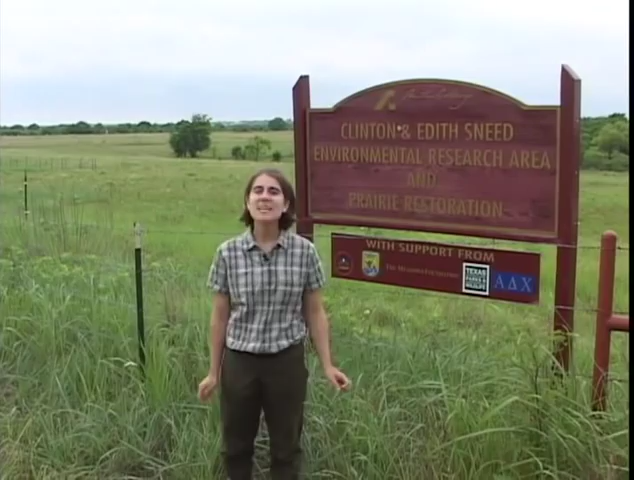 CLINTON & EDITH SNEED
ENVIRONMENTAL RESEARCH AREA
AND
PRAIRIE RESTORATION
WITH SUPPORT FROM
TEXAS
PARKS &
WILDLIFE
ΑΔΧ